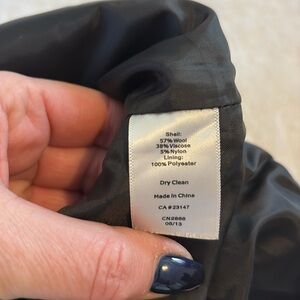 Shell:
57% Wool
38% Viscose
5% Nylon
Lining:
100% Polyester
Dry Clean
Made in China
CA # 23147
CN2888
08/13